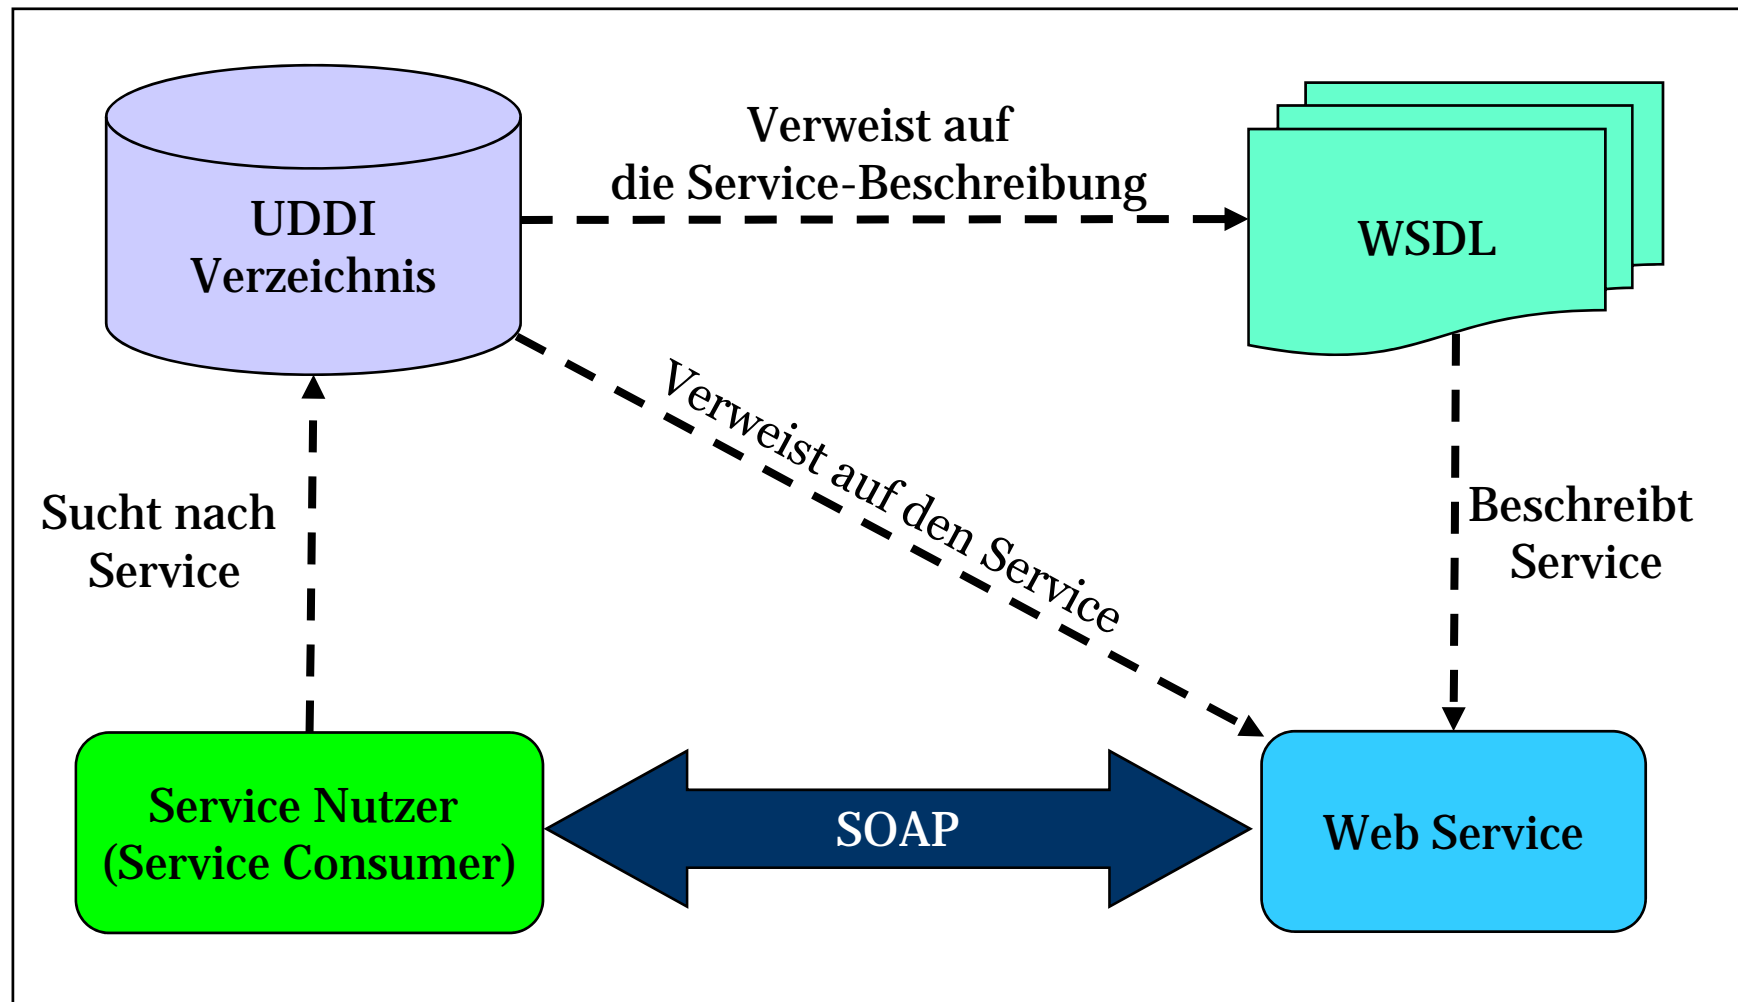 Verweist auf
die Service-Beschreibung
UDDI
Verzeichnis
WSDL
Verweist auf den Service
Sucht nach
Service
Beschreibt
Service
Service Nutzer
(Service Consumer)
SOAP
Web Service